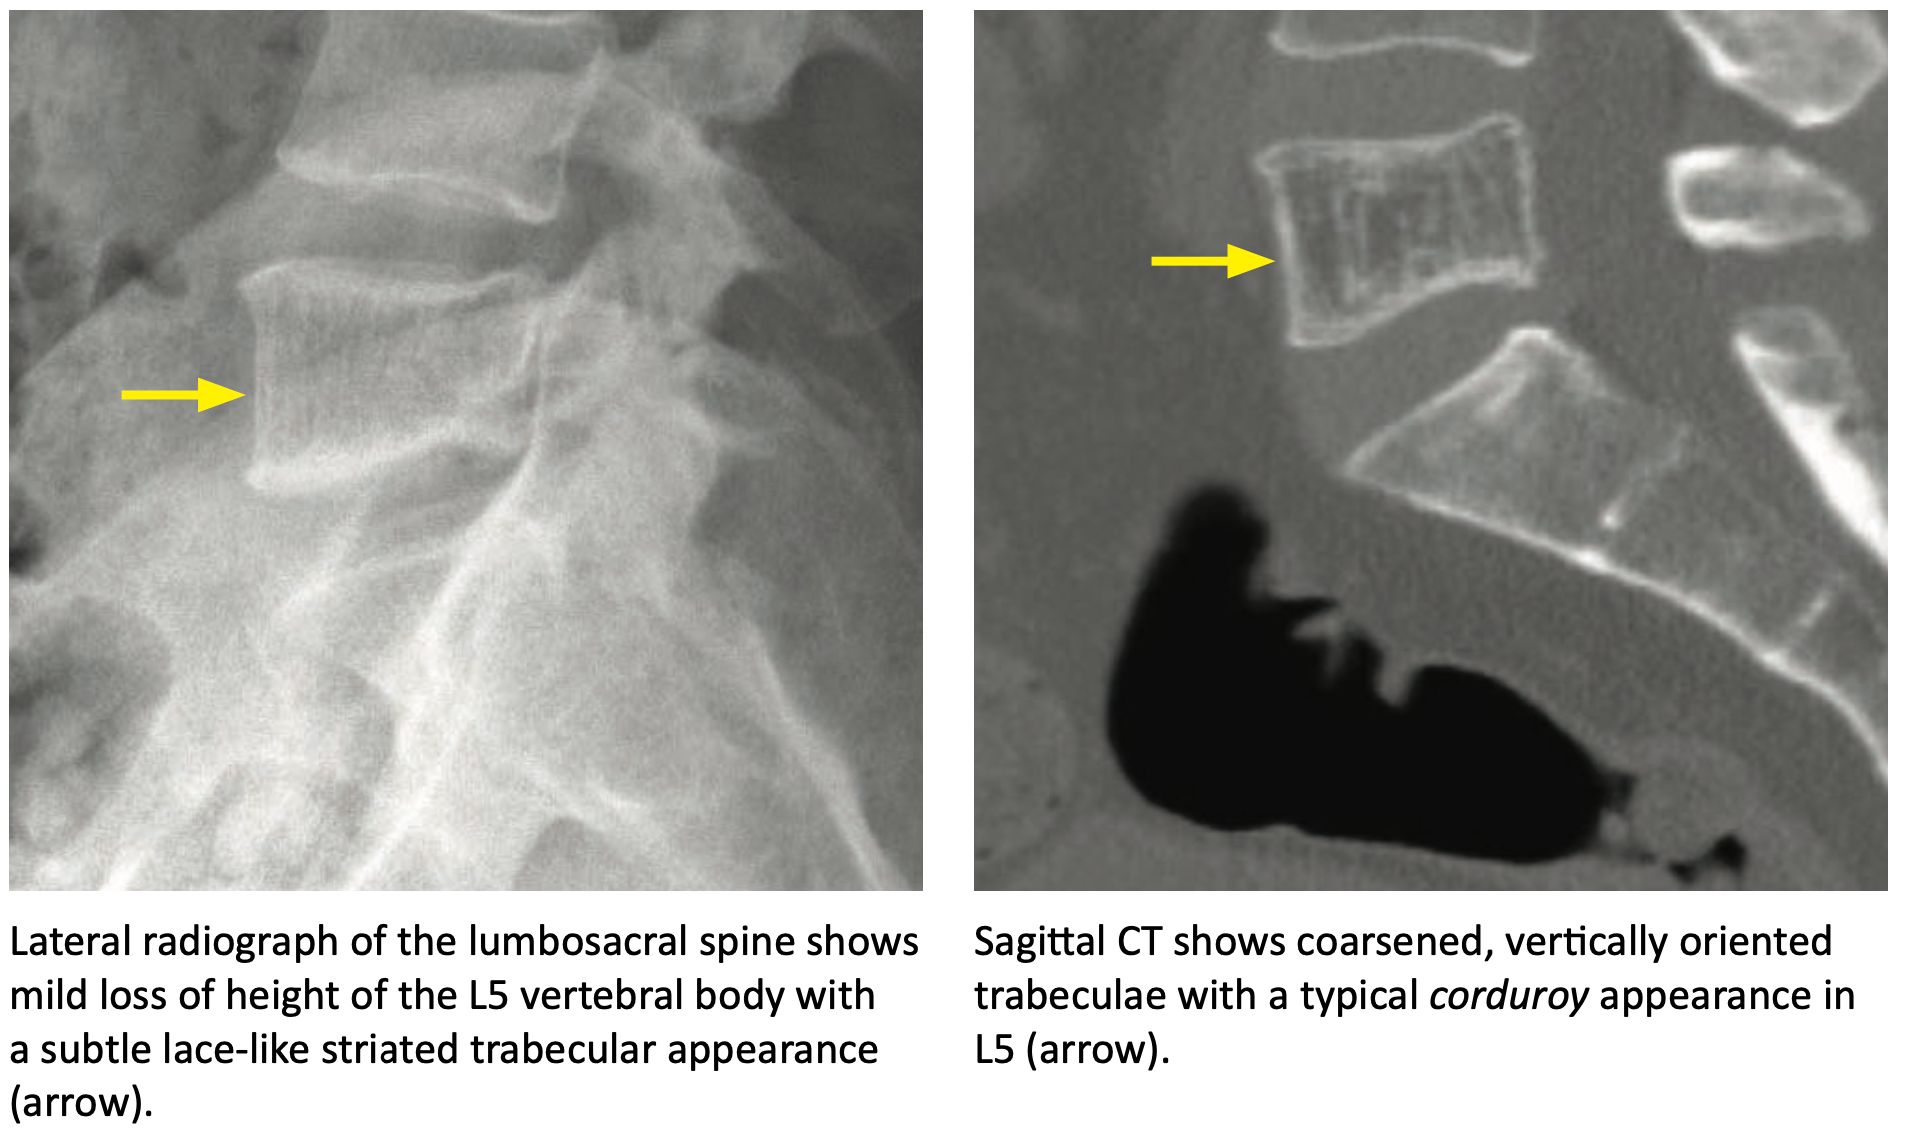 Lateral radiograph of the lumbosacral spine shows
mild loss of height of the L5 vertebral body with
a subtle lace-like striated trabecular appearance
(arrow).
Sagittal CT shows coarsened, vertically oriented
trabeculae with a typical corduroy appearance in
L5 (arrow).